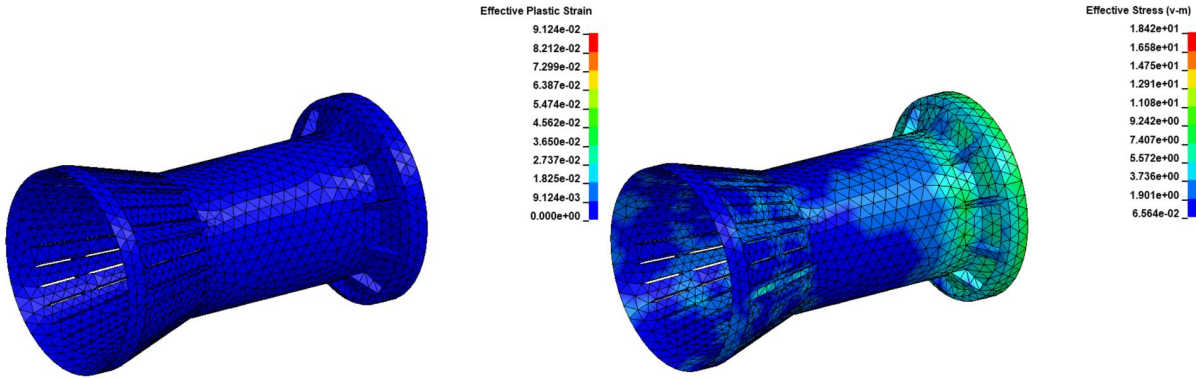 Effective Plastic Strain
9.124e-02
8.212e-02
7.299e-02
6.387e-02
5.474e-02
4.562e-02
3.650e-02
2.737e-02
1.825e-02
9.124e-03
0.000e+00
Effective Stress (v-m)
1.842e+01
1.658e+01
1.475e+01
1.291e+01
1.108e+01
9.242e+00
7.407e+00
5.572e+00
3.736e+00
1.901e+00
6.564e-02